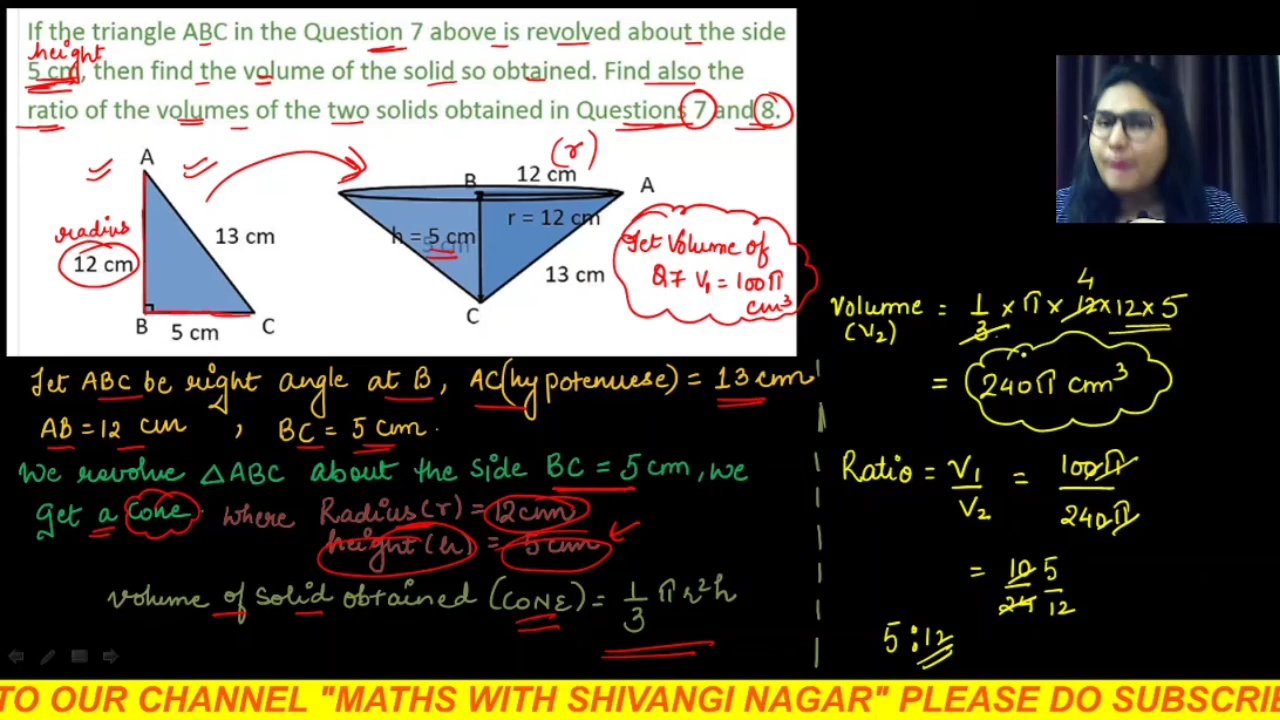 If the triangle ABC in the Question 7 above is revolved about the side
height
5 cm, then find the volume of the solid so obtained. Find also the
ratio of the volumes of the two solids obtained in Questions 7 and 8.
A
radius
12 cm
13 cm
B
5 cm
C
(r)
12 cm
B
A
r = 12 cm
h = 5 cm
5 cm
13 cm
C
Let Volume of
Q7 V₁ = 100π
cm³
Let ABC be right angle at B, AC(hypotenuese) = 13 cm
AB = 12 cm , BC = 5 cm.
We revolve △ABC about the side BC = 5 cm, we
get a cone where Radius(r) = 12cm
height(h) = 5 cm
Volume of solid obtained (CONE) = 1/3 πr²h
Volume = 1/3 × π × 12 × 12 × 5
4
(V₂)
= 240π cm³
Ratio = V₁/V₂ = 100π/240π
= 10/24 5/12
5:12
TO OUR CHANNEL "MATHS WITH SHIVANGI NAGAR" PLEASE DO SUBSCRIE